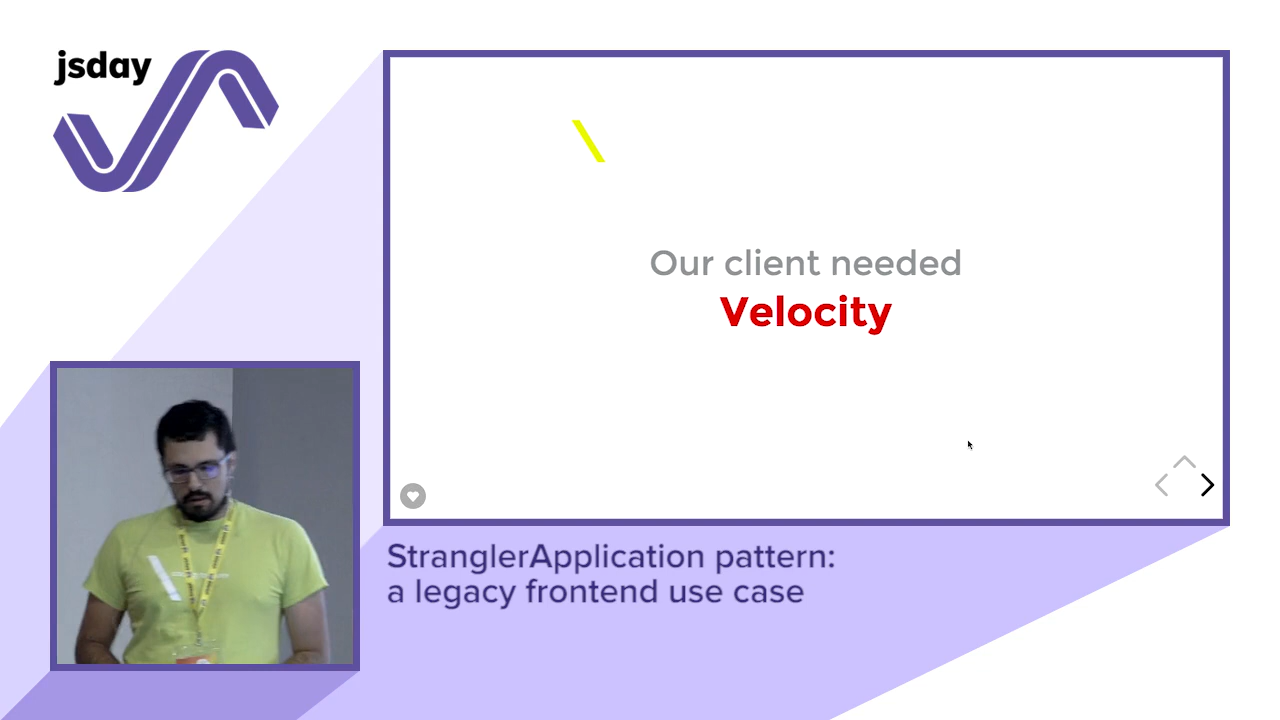 jsday
Our client needed
Velocity
StranglerApplication pattern:
a legacy frontend use case